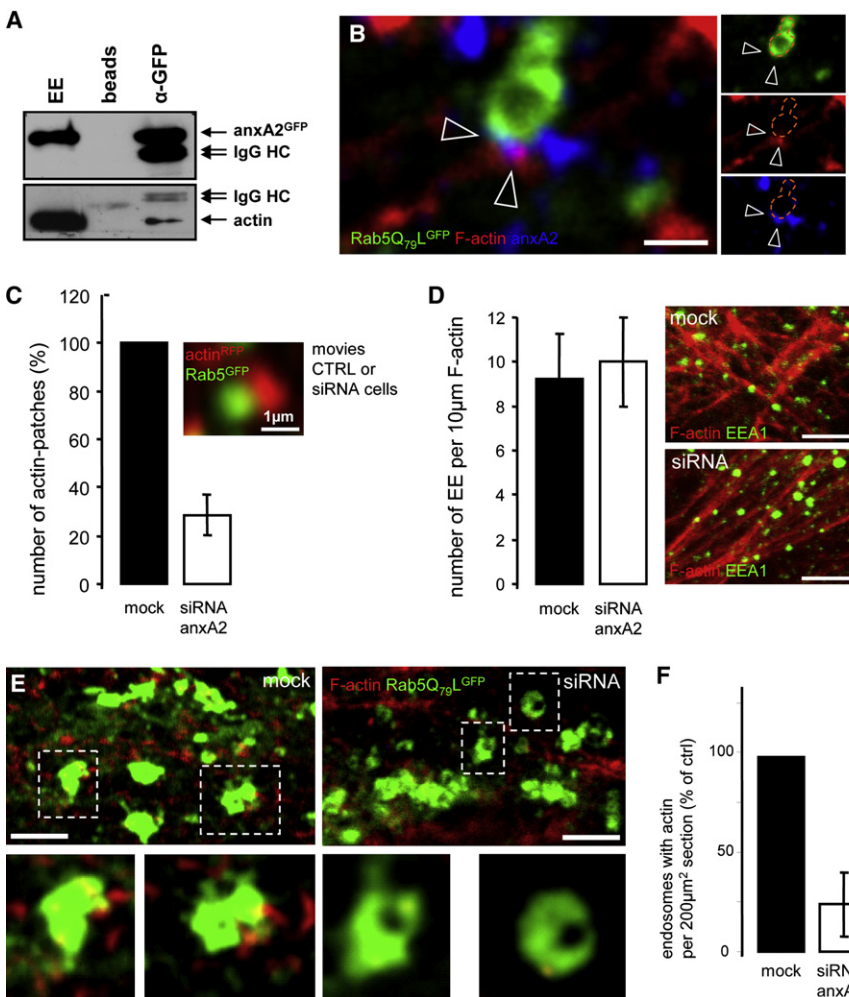 A
EE
beads
α-GFP
anxA2GFP
IgG HC
IgG HC
actin
B
Rab5Q79LGFP F-actin anxA2
C
number of actin-patches (%)
120
100
80
60
40
20
0
mock
siRNA
anxA2
actinRFP
Rab5GFP
1µm
movies
CTRL or
siRNA cells
D
number of EE per 10µm F-actin
12
10
8
6
4
2
0
mock
siRNA
anxA2
mock
F-actin EEA1
siRNA
F-actin EEA1
E
mock
F-actin Rab5Q79LGFP
siRNA
F
endosomes with actin
per 200µm² section (% of ctrl)
100
50
0
mock